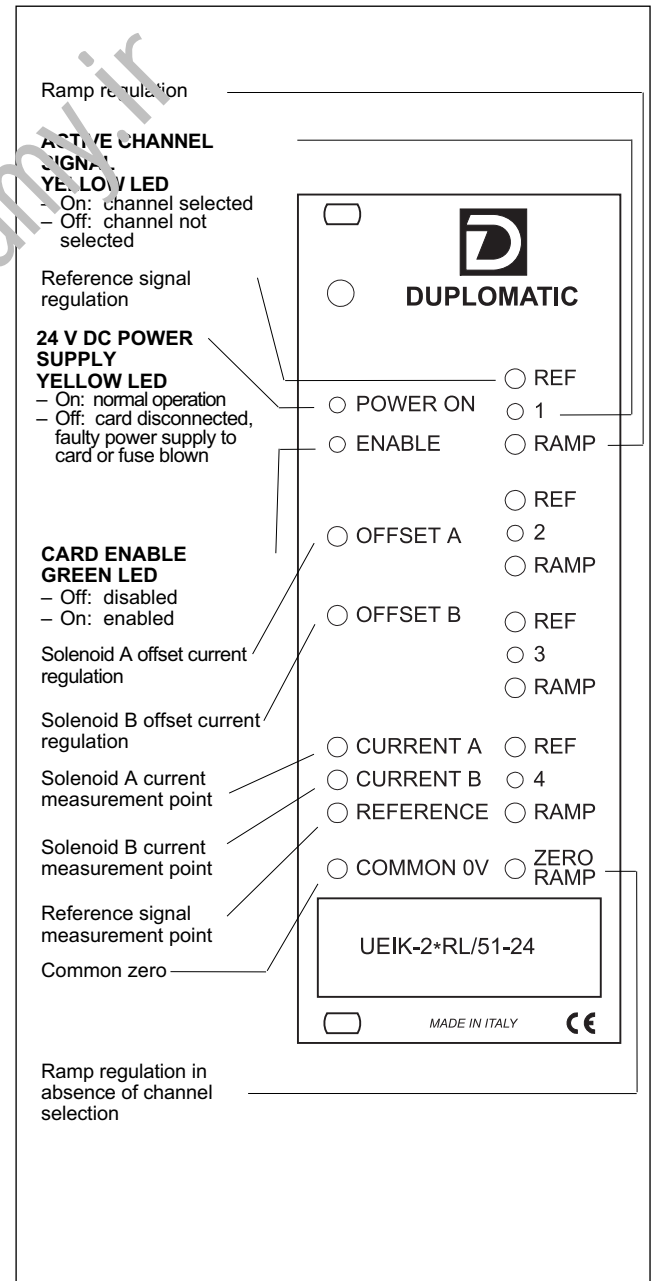 Ramp regulation
ACTIVE CHANNEL
SIGNAL
YELLOW LED
– On: channel selected
– Off: channel not
selected
Reference signal
regulation
24 V DC POWER
SUPPLY
YELLOW LED
– On: normal operation
– Off: card disconnected,
faulty power supply to
card or fuse blown
CARD ENABLE
GREEN LED
– Off: disabled
– On: enabled
Solenoid A offset current
regulation
Solenoid B offset current
regulation
Solenoid A current
measurement point
Solenoid B current
measurement point
Reference signal
measurement point
Common zero
Ramp regulation in
absence of channel
selection
DUPLOMATIC
POWER ON
ENABLE
OFFSET A
OFFSET B
CURRENT A
CURRENT B
REFERENCE
COMMON 0V
REF
1
RAMP
REF
2
RAMP
REF
3
RAMP
REF
4
RAMP
ZERO
RAMP
UEIK-2*RL/51-24
MADE IN ITALY
CE